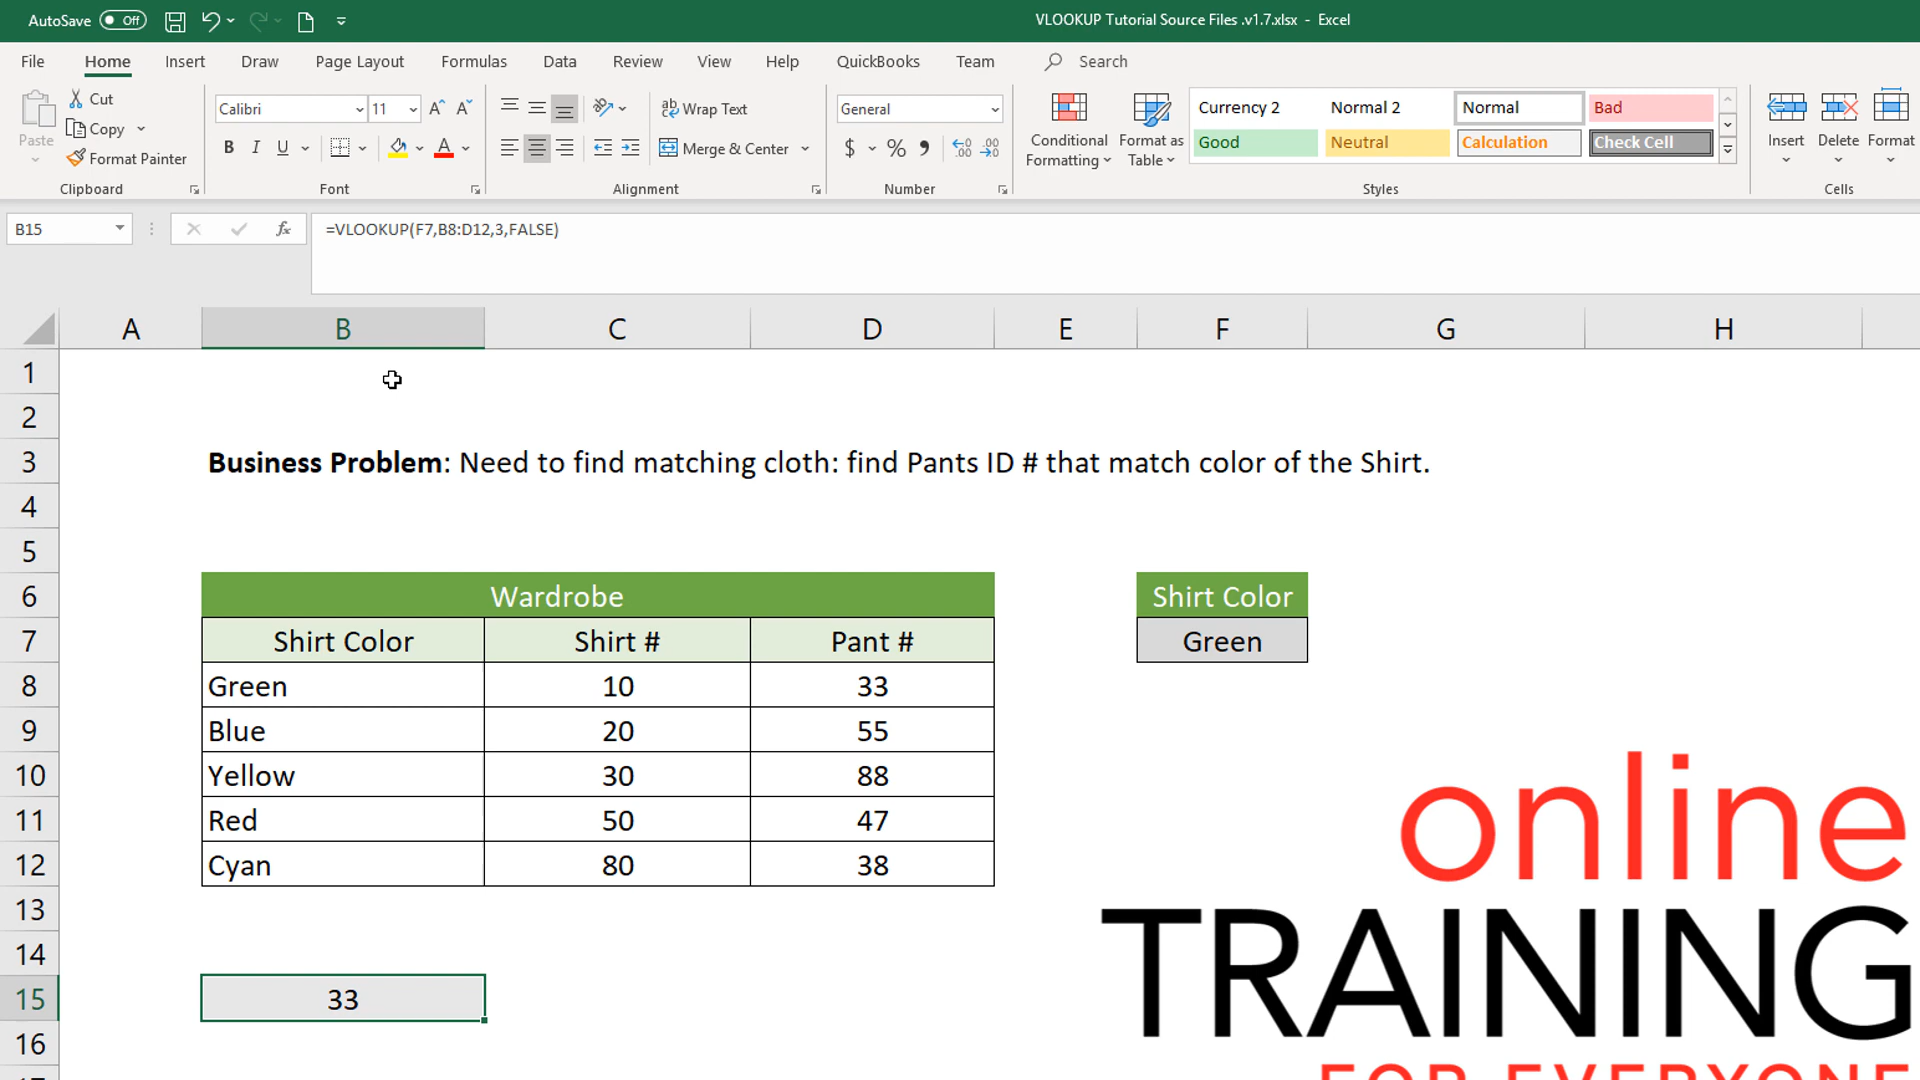 AutoSave Off VLOOKUP Tutorial Source Files .v1.7.xlsx - Excel
File Home Insert Draw Page Layout Formulas Data Review View Help QuickBooks Team Search
Paste Cut Copy Format Painter
Calibri 11
B I U A
ab Wrap Text
Merge & Center
General
$ % 9
Conditional Formatting
Format as Table
Currency 2 Normal 2 Normal Bad
Good Neutral Calculation Check Cell
Insert Delete Format
Clipboard Font Alignment Number Styles Cells
B15 fx =VLOOKUP(F7,B8:D12,3,FALSE)
A B C D E F G H
1
2
3 Business Problem: Need to find matching cloth: find Pants ID # that match color of the Shirt.
4
5
6 Wardrobe Shirt Color
7 Shirt Color Shirt # Pant # Green
8 Green 10 33
9 Blue 20 55
10 Yellow 30 88
11 Red 50 47
12 Cyan 80 38
13
14
15 33
16
online
TRAINING
FOR EVERYONE